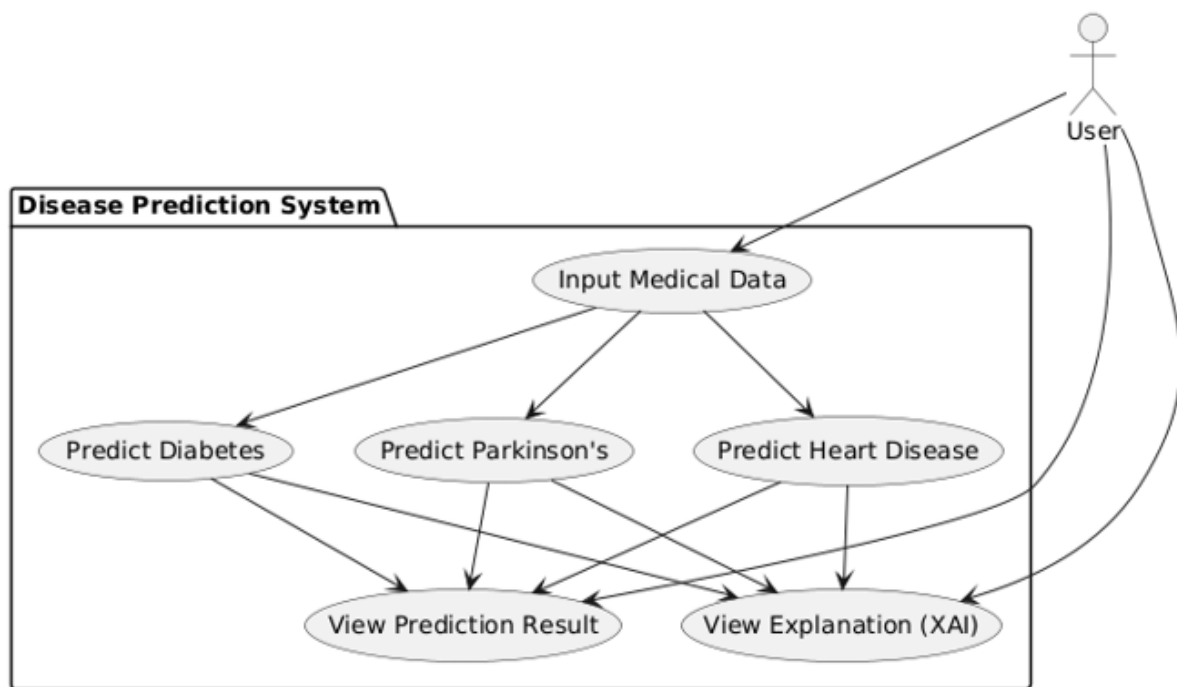 User
Disease Prediction System
Input Medical Data
Predict Diabetes
Predict Parkinson's
Predict Heart Disease
View Prediction Result
View Explanation (XAI)